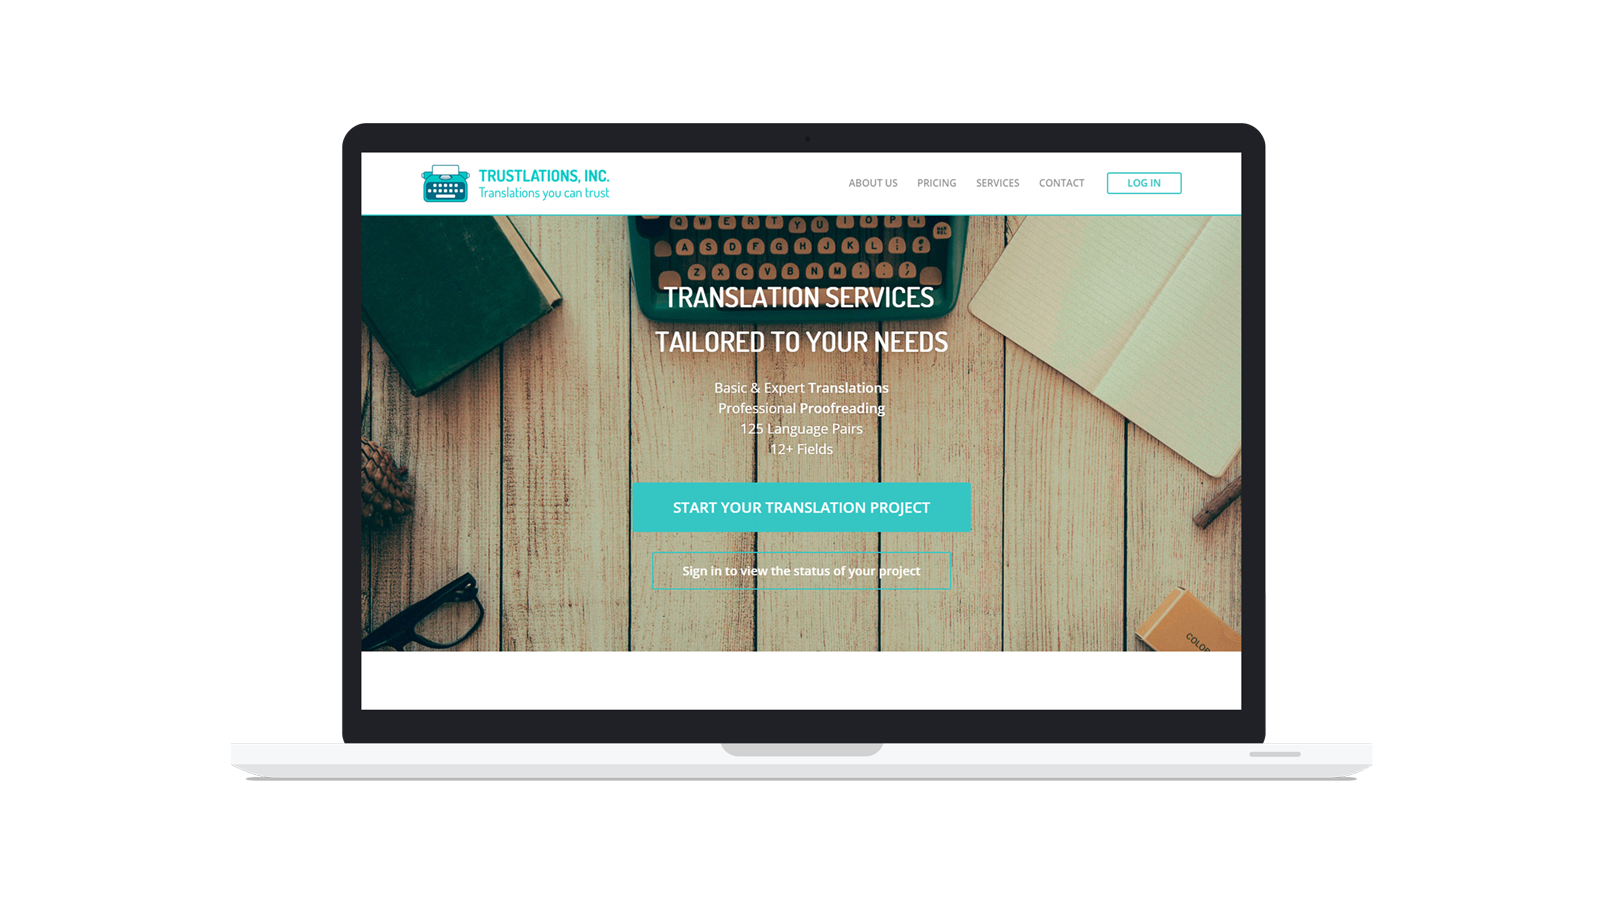 TRUSTLATIONS, INC.
Translations you can trust
ABOUT US PRICING SERVICES CONTACT LOG IN
Q W E R T Y U I O P
A S D F G H J K L
Z X C V B N M
TRANSLATION SERVICES
TAILORED TO YOUR NEEDS
Basic & Expert Translations
Professional Proofreading
125 Language Pairs
12+ Fields
START YOUR TRANSLATION PROJECT
Sign in to view the status of your project
COLOR